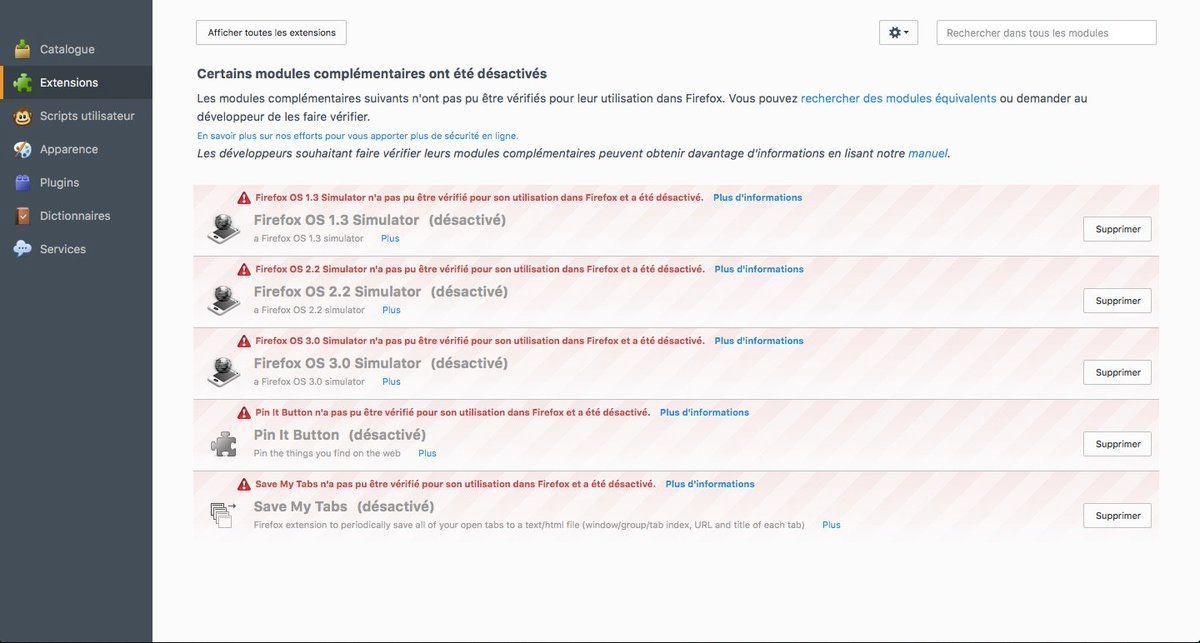 Catalogue
Extensions
Scripts utilisateur
Apparence
Plugins
Dictionnaires
Services
Afficher toutes les extensions
Rechercher dans tous les modules
Certains modules complémentaires ont été désactivés
Les modules complémentaires suivants n'ont pas pu être vérifiés pour leur utilisation dans Firefox. Vous pouvez rechercher des modules équivalents ou demander au
développeur de les faire vérifier.
En savoir plus sur nos efforts pour vous apporter plus de sécurité en ligne.
Les développeurs souhaitant faire vérifier leurs modules complémentaires peuvent obtenir davantage d'informations en lisant notre manuel.
Firefox OS 1.3 Simulator n'a pas pu être vérifié pour son utilisation dans Firefox et a été désactivé. Plus d'informations
Firefox OS 1.3 Simulator (désactivé)
a Firefox OS 1.3 simulator Plus
Supprimer
Firefox OS 2.2 Simulator n'a pas pu être vérifié pour son utilisation dans Firefox et a été désactivé. Plus d'informations
Firefox OS 2.2 Simulator (désactivé)
a Firefox OS 2.2 simulator Plus
Supprimer
Firefox OS 3.0 Simulator n'a pas pu être vérifié pour son utilisation dans Firefox et a été désactivé. Plus d'informations
Firefox OS 3.0 Simulator (désactivé)
a Firefox OS 3.0 simulator Plus
Supprimer
Pin It Button n'a pas pu être vérifié pour son utilisation dans Firefox et a été désactivé. Plus d'informations
Pin It Button (désactivé)
Pin the things you find on the web Plus
Supprimer
Save My Tabs n'a pas pu être vérifié pour son utilisation dans Firefox et a été désactivé. Plus d'informations
Save My Tabs (désactivé)
Firefox extension to periodically save all of your open tabs to a text/html file (window/group/tab index, URL and title of each tab) Plus
Supprimer